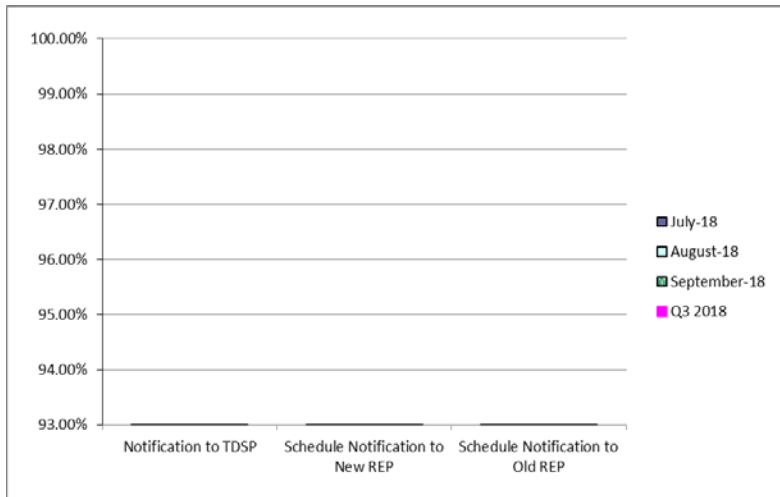 100.00%
99.00%
98.00%
97.00%
96.00%
95.00%
94.00%
93.00%
Notification to TDSP
Schedule Notification to
New REP
Schedule Notification to
Old REP
July-18
August-18
September-18
Q3 2018